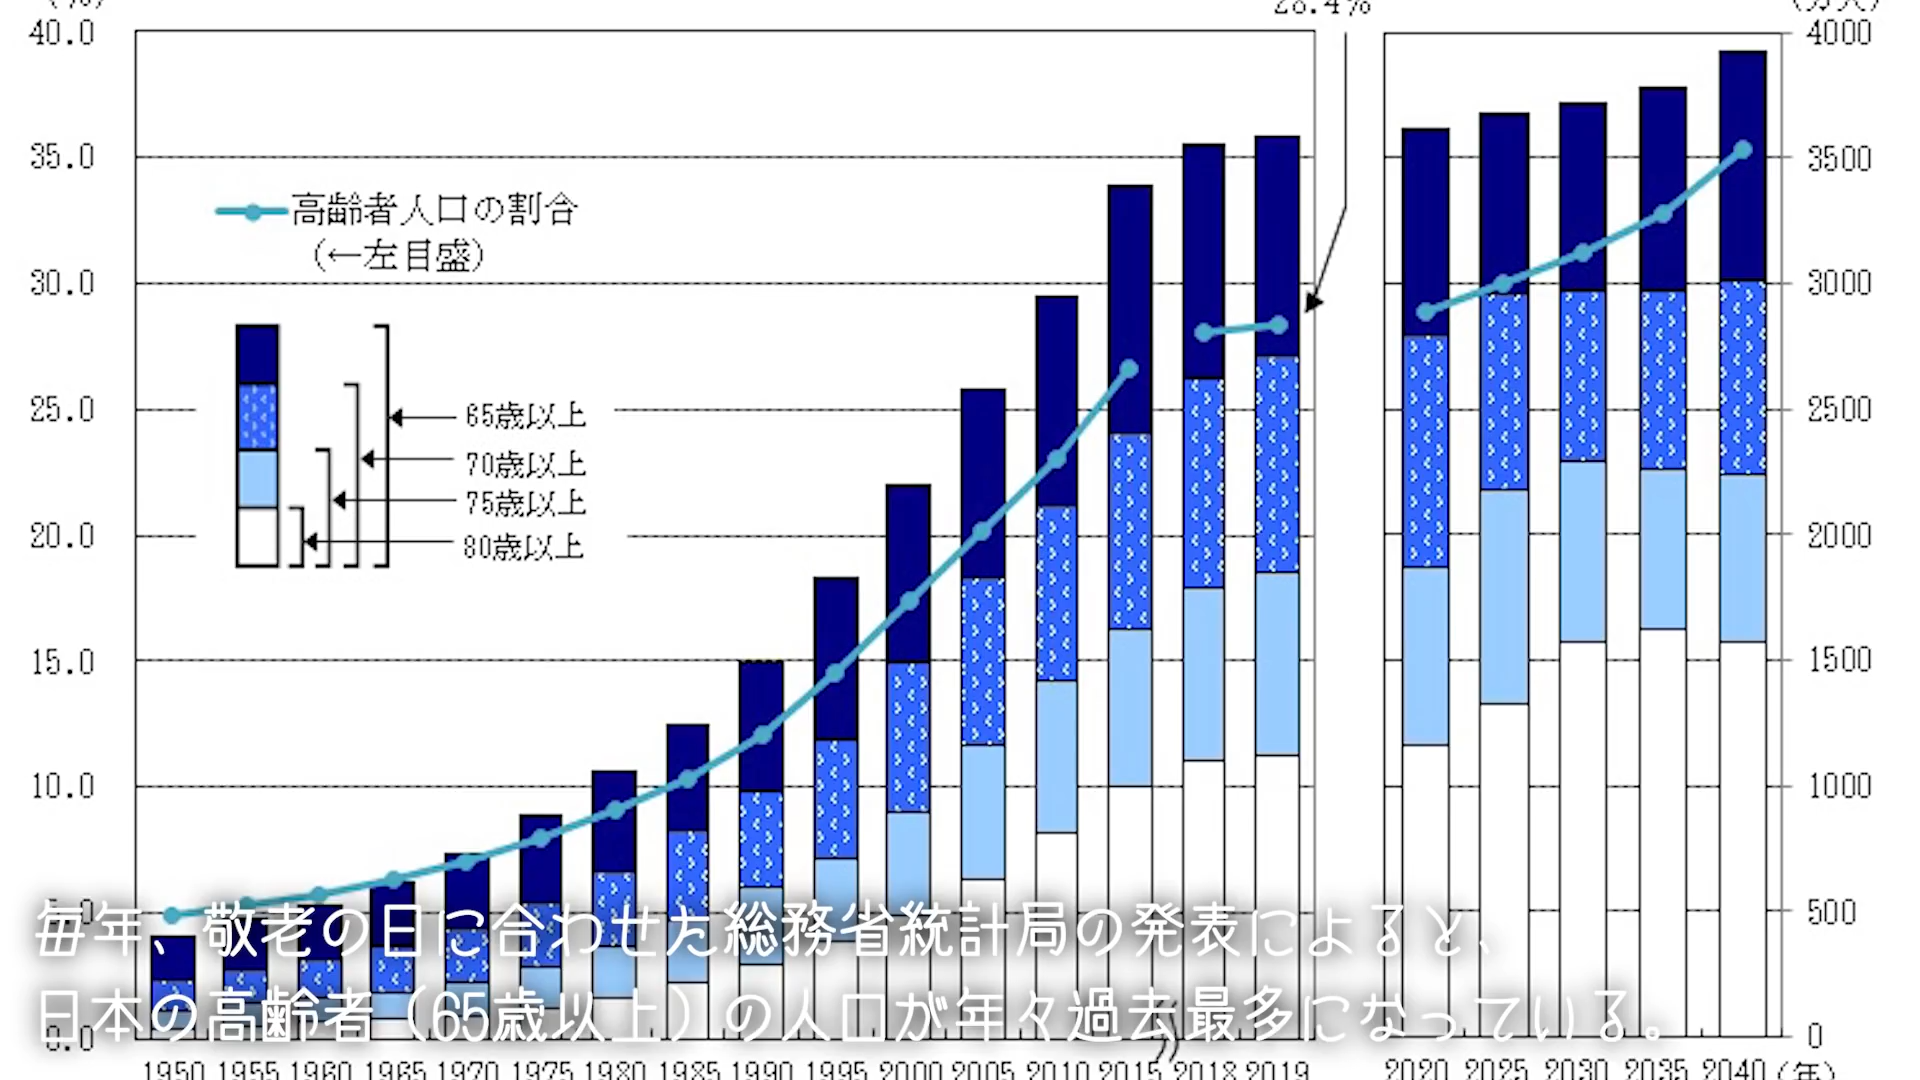 28.4%
40.0
35.0
30.0
25.0
20.0
15.0
10.0
5.0
0.0
高齢者人口の割合
(←左目盛)
65歳以上
70歳以上
75歳以上
80歳以上
4000
3500
3000
2500
2000
1500
1000
500
0
毎年、敬老の日に合わせた総務省統計局の発表によると、
日本の高齢者（65歳以上）の人口が年々過去最多になっている。
1950 1955 1960 1965 1970 1975 1980 1985 1990 1995 2000 2005 2010 2015 2018 2019 2020 2025 2030 2035 2040 (年)